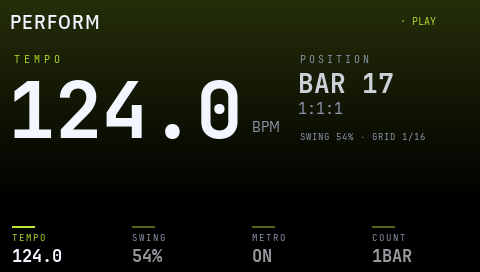 PERFORM
· PLAY
TEMPO
124.0 BPM
POSITION
BAR 17
1:1:1
SWING 54% · GRID 1/16
TEMPO
124.0
SWING
54%
METRO
ON
COUNT
1BAR